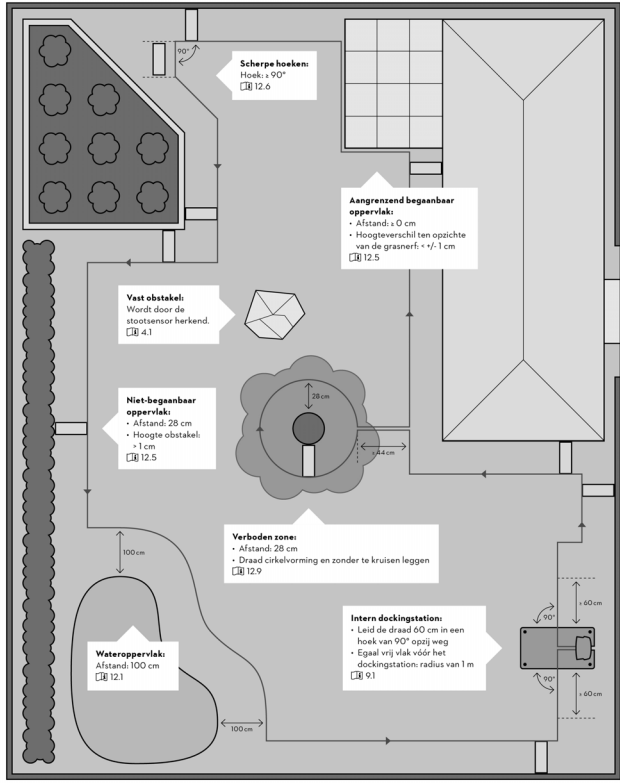 90°
Scherpe hoeken:
Hoek: ≥ 90°
12.6
Aangrenzend begaanbaar
oppervlak:
• Afstand: ≥ 0 cm
• Hoogteverschil ten opzichte
van de grasnerf: < +/- 1 cm
12.5
Vast obstakel:
Wordt door de
stootsensor herkend.
4.1
28 cm
Niet-begaanbaar
oppervlak:
• Afstand: 28 cm
• Hoogte obstakel:
> 1 cm
12.5
≥ 44 cm
Verboden zone:
• Afstand: 28 cm
• Draad cirkelvorming en zonder te kruisen leggen
12.9
100 cm
≥ 60 cm
90°
Intern dockingstation:
• Leid de draad 60 cm in een
hoek van 90° opzij weg
• Egaal vrij vlak vóór het
dockingstation: radius van 1 m
9.1
Wateroppervlak:
Afstand: 100 cm
12.1
90°
≥ 60 cm
100 cm